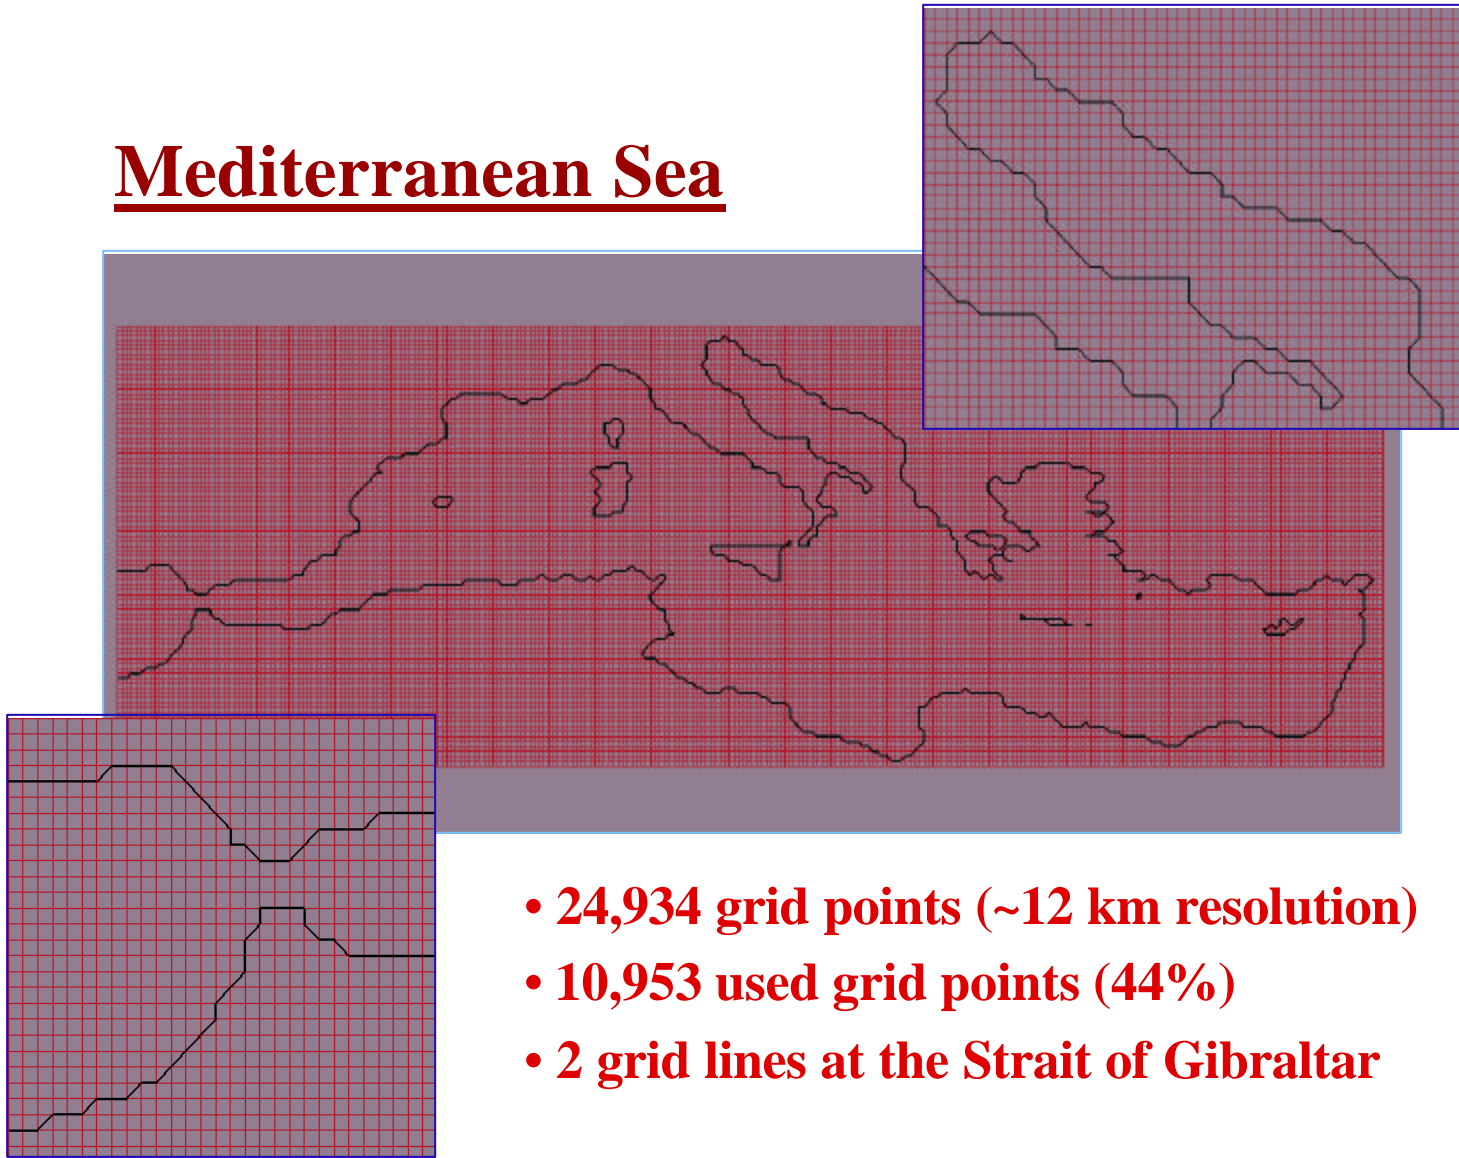 Mediterranean Sea
• 24,934 grid points (~12 km resolution)
• 10,953 used grid points (44%)
• 2 grid lines at the Strait of Gibraltar